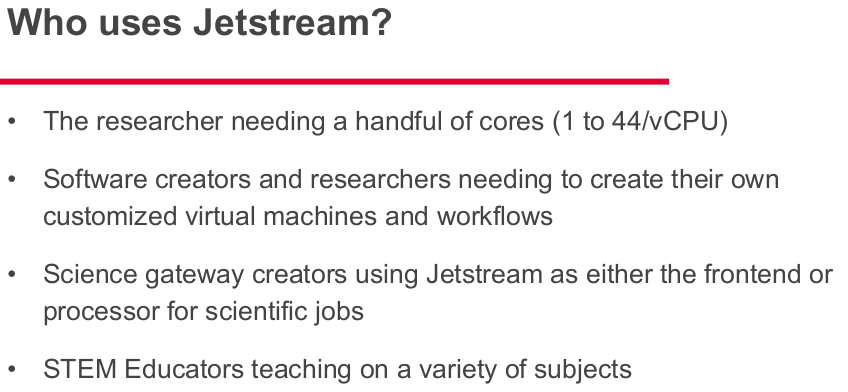 Who uses Jetstream?
• The researcher needing a handful of cores (1 to 44/vCPU)
• Software creators and researchers needing to create their own
customized virtual machines and workflows
• Science gateway creators using Jetstream as either the frontend or
processor for scientific jobs
• STEM Educators teaching on a variety of subjects